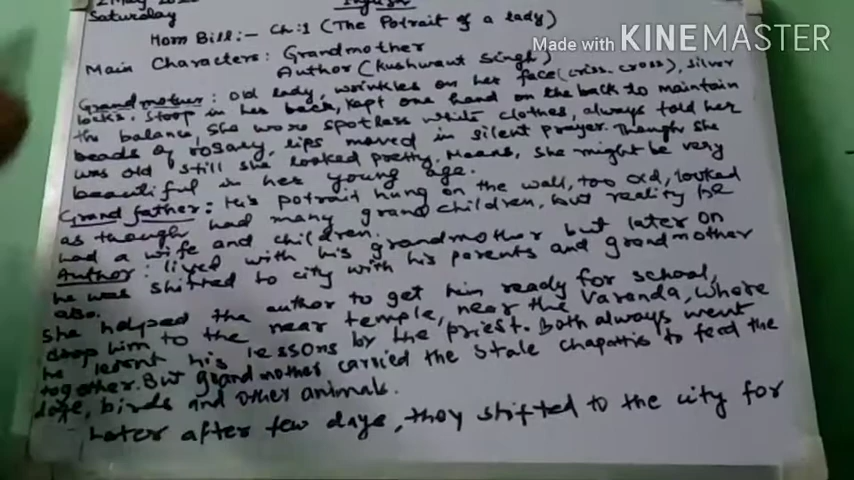 Saturday
Horn Bill:- Ch:1 (The Potrait of a lady)
Made with KINEMASTER
Main Characters: Grandmother
Author (Kushwant Singh)
Grandmother: Old lady, wrinkles on her face (criss-cross), silver
locks. Stoop in her back, kept one hand on the back to maintain
the balance, she wore spotless white clothes, always told her
beads of rosary, lips moved in silent prayer. Though she
was old, still she looked pretty. Means, she might be very
beautiful in her young age.
Grandfather: His potrait hung on the wall, too old, looked
as though had many grand children, but reality he
had a wife and children.
Author: lived with his grandmother but later on
he was shifted to city with his parents and grandmother
also.
She helped the author to get him ready for school,
drop him to the near temple, near the Varanda, where
he learnt his lessons by the priest. Both always went
together. But grandmother carried the stale chapattis to feed the
dogs, birds and other animals.
Later after few days, they shifted to the city for